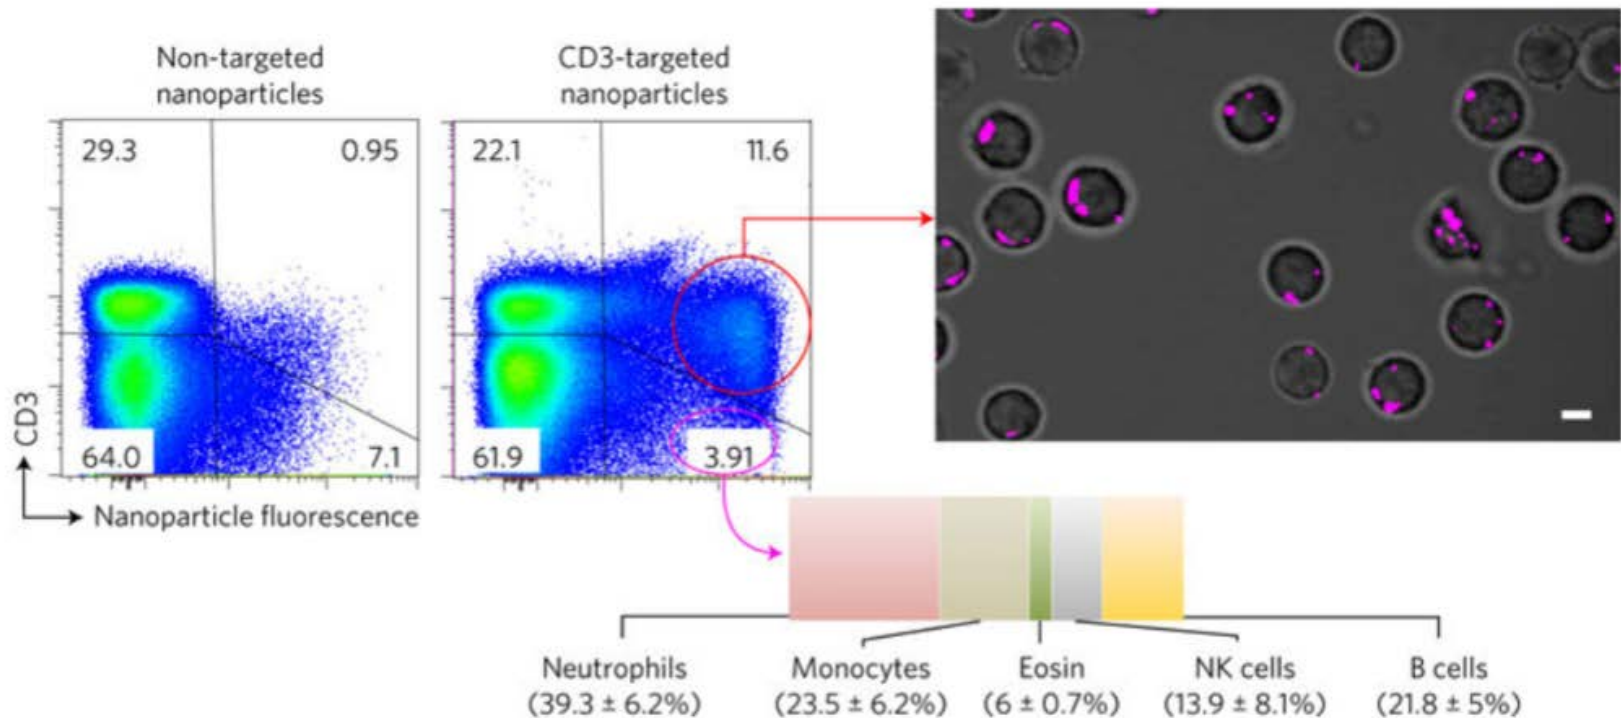 Non-targeted
nanoparticles
CD3-targeted
nanoparticles
29.3
0.95
22.1
11.6
64.0
7.1
61.9
3.91
CD3
Nanoparticle fluorescence
Neutrophils
(39.3 ± 6.2%)
Monocytes
(23.5 ± 6.2%)
Eosin
(6 ± 0.7%)
NK cells
(13.9 ± 8.1%)
B cells
(21.8 ± 5%)